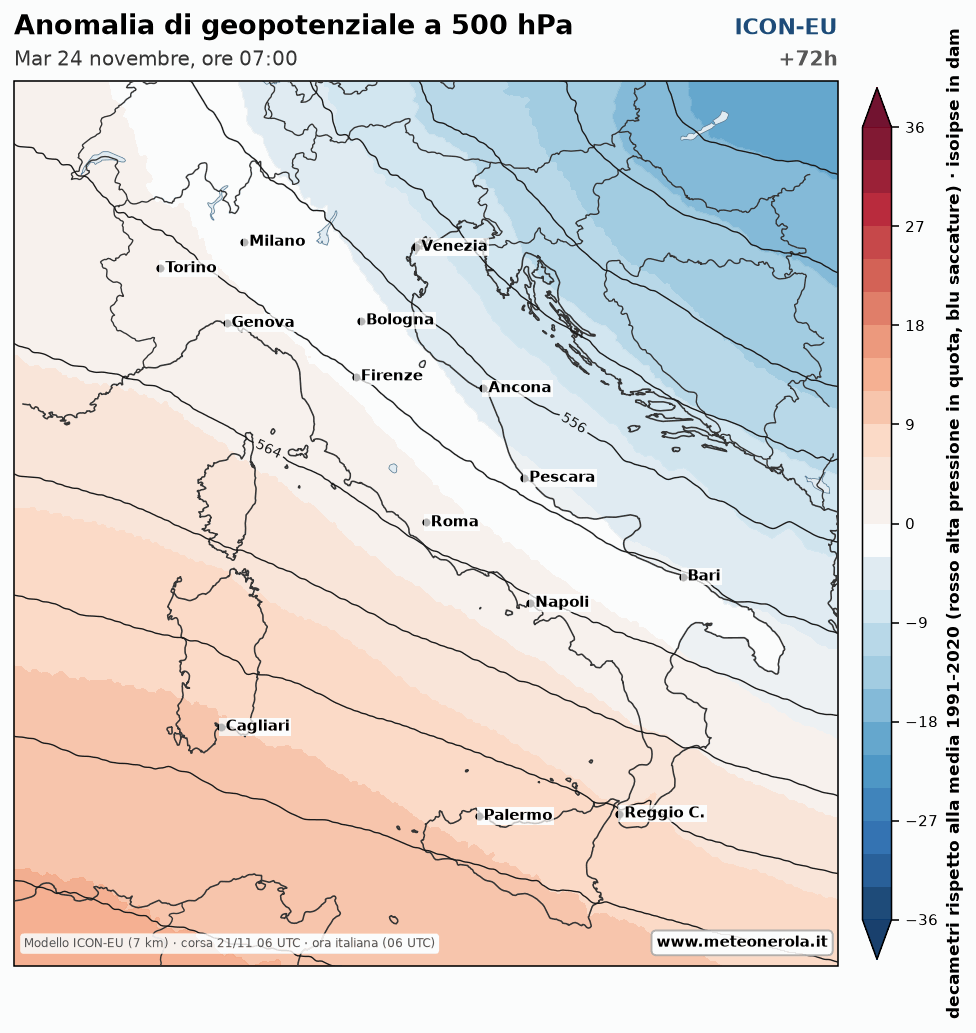 Anomalia di geopotenziale a 500 hPa
ICON-EU
Mar 24 novembre, ore 07:00
+72h
Milano
Venezia
Torino
Genova
Bologna
Firenze
Ancona
556
564
Pescara
Roma
Bari
Napoli
Cagliari
Palermo
Reggio C.
Modello ICON-EU (7 km) · corsa 21/11 06 UTC · ora italiana (06 UTC)
www.meteonerola.it
36
27
18
9
0
−9
−18
−27
−36
decametri rispetto alla media 1991-2020 (rosso alta pressione in quota, blu saccature) · isoipse in dam